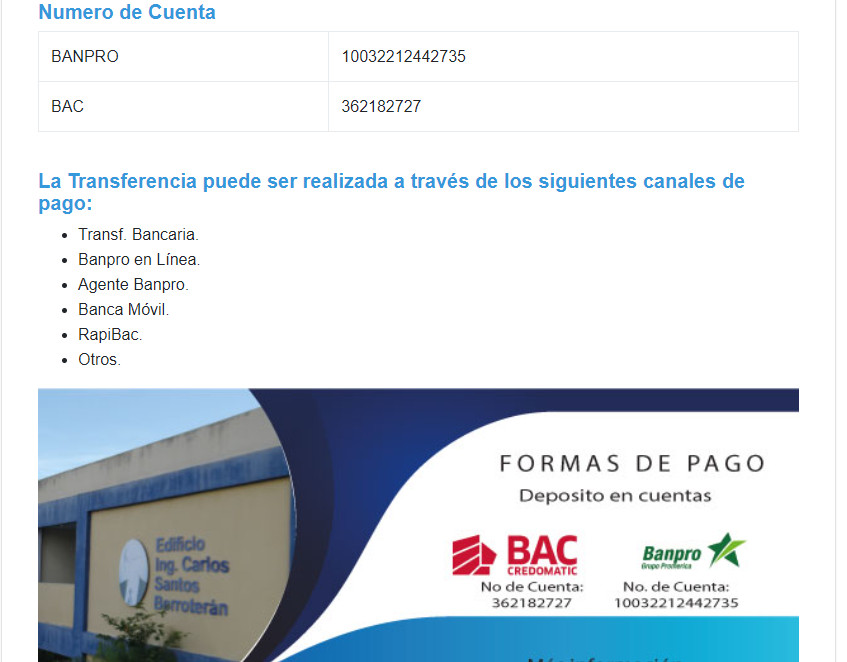 Numero de Cuenta
BANPRO 10032212442735
BAC 362182727
La Transferencia puede ser realizada a través de los siguientes canales de
pago:
Transf. Bancaria.
Banpro en Línea.
Agente Banpro.
Banca Móvil.
RapiBac.
Otros.
Edificio
Ing. Carlos
Santos
Berroterán
FORMAS DE PAGO
Deposito en cuentas
BAC
CREDOMATIC
No de Cuenta:
362182727
Banpro
Grupo Promerica
No. de Cuenta:
10032212442735